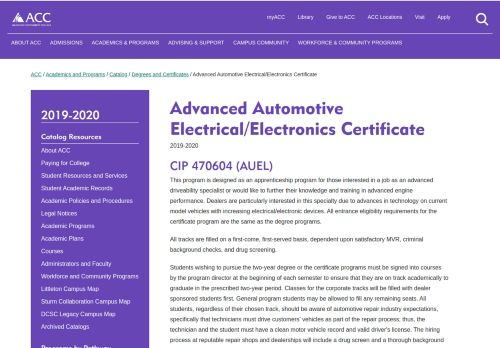 ACC
myACC Library Give to ACC ACC Locations Visit Apply
ABOUT ACC ADMISSIONS ACADEMICS & PROGRAMS ADVISING & SUPPORT CAMPUS COMMUNITY WORKFORCE & COMMUNITY PROGRAMS
ACC / Academics and Programs / Catalog / Degrees and Certificates / Advanced Automotive Electrical/Electronics Certificate
2019-2020
Catalog Resources
About ACC
Paying for College
Student Resources and Services
Student Academic Records
Academic Policies and Procedures
Legal Notices
Academic Programs
Academic Plans
Courses
Administrators and Faculty
Workforce and Community Programs
Littleton Campus Map
Sturm Collaboration Campus Map
DCSC Legacy Campus Map
Archived Catalogs
Programs by Pathway
Advanced Automotive
Electrical/Electronics Certificate
2019-2020
CIP 470604 (AUEL)
This program is designed as an apprenticeship program for those interested in a job as an advanced
driveability specialist or would like to further their knowledge and training in advanced engine
performance. Dealers are particularly interested in this specialty due to advances in technology on current
model vehicles with increasing electrical/electronic devices. All entrance eligibility requirements for the
certificate program are the same as the degree programs.
All tracks are filled on a first-come, first-served basis, dependent upon satisfactory MVR, criminal
background checks, and drug screening.
Students wishing to pursue the two-year degree or the certificate programs must be signed into courses
by the program director at the beginning of each semester to ensure that they are on track academically to
graduate in the prescribed two-year period. Classes for the corporate tracks will be filled with dealer
sponsored students first. General program students may be allowed to fill any remaining seats. All
students, regardless of their chosen track, should be aware of automotive repair industry expectations,
specifically that technicians must drive customers' vehicles as part of the repair process; thus, the
technician and the student must have a clean motor vehicle record and valid driver's license. The hiring
process at reputable repair shops and dealerships will include a drug screen and a thorough background